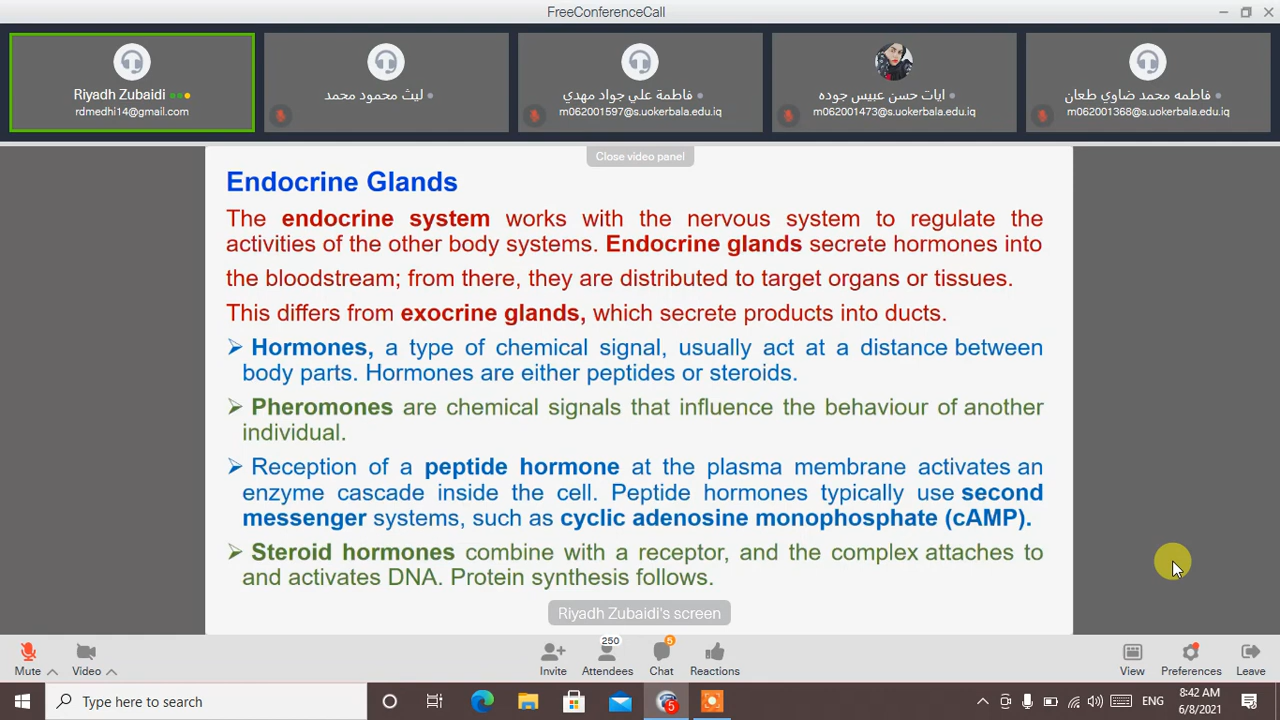 FreeConferenceCall
Riyadh Zubaidi
rdmedhi14@gmail.com
ليث محمود محمد
فاطمة علي جواد مهدي
m062001597@s.uokerbala.edu.iq
ايات حسن عبيس جوده
m062001473@s.uokerbala.edu.iq
فاطمه محمد ضاوي طعان
m062001368@s.uokerbala.edu.iq
Close video panel
Endocrine Glands
The endocrine system works with the nervous system to regulate the
activities of the other body systems. Endocrine glands secrete hormones into
the bloodstream; from there, they are distributed to target organs or tissues.
This differs from exocrine glands, which secrete products into ducts.
Hormones, a type of chemical signal, usually act at a distance between
body parts. Hormones are either peptides or steroids.
Pheromones are chemical signals that influence the behaviour of another
individual.
Reception of a peptide hormone at the plasma membrane activates an
enzyme cascade inside the cell. Peptide hormones typically use second
messenger systems, such as cyclic adenosine monophosphate (cAMP).
Steroid hormones combine with a receptor, and the complex attaches to
and activates DNA. Protein synthesis follows.
Riyadh Zubaidi's screen
Mute
Video
Invite
250
Attendees
5
Chat
Reactions
View
Preferences
Leave
Type here to search
5
ENG
8:42 AM
6/8/2021